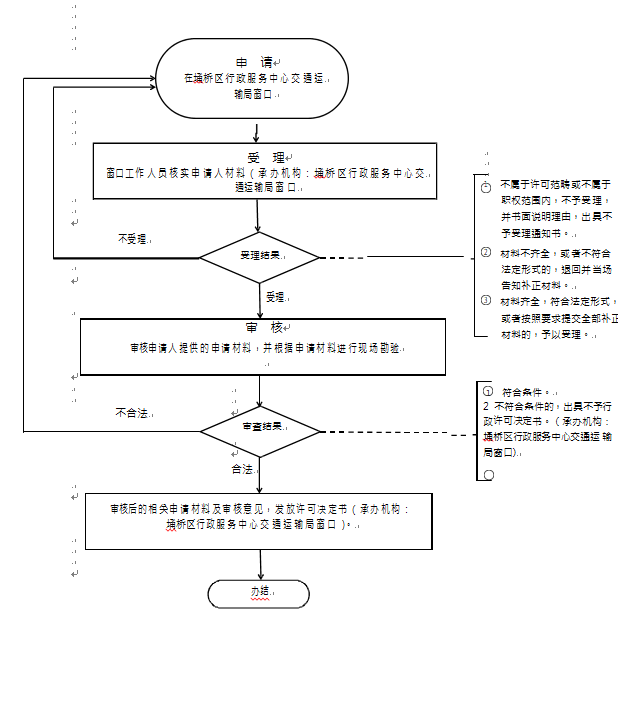 申 请
在埇桥区行政服务中心交通运
输局窗口
受 理
窗口工作人员核实申请人材料（承办机构：埇桥区行政服务中心交
通运输局窗口
不受理
受理结果
受理
① 不属于许可范畴或不属于
职权范围内，不予受理，
并书面说明理由，出具不
予受理通知书。
② 材料不齐全，或者不符合
法定形式的，退回并当场
告知补正材料。
③ 材料齐全，符合法定形式，
或者按照要求提交全部补正
材料的，予以受理。
审 核
审核申请人提供的申请材料，并根据申请材料进行现场勘验
不合法
审查结果
合法
① 符合条件。
2 不符合条件的，出具不予行
政许可决定书。（承办机构：
埇桥区行政服务中心交通运输
局窗口)
审核后的相关申请材料及审核意见，发放许可决定书（承办机构：
埇桥区行政服务中心交通运输局窗口 )。
办结